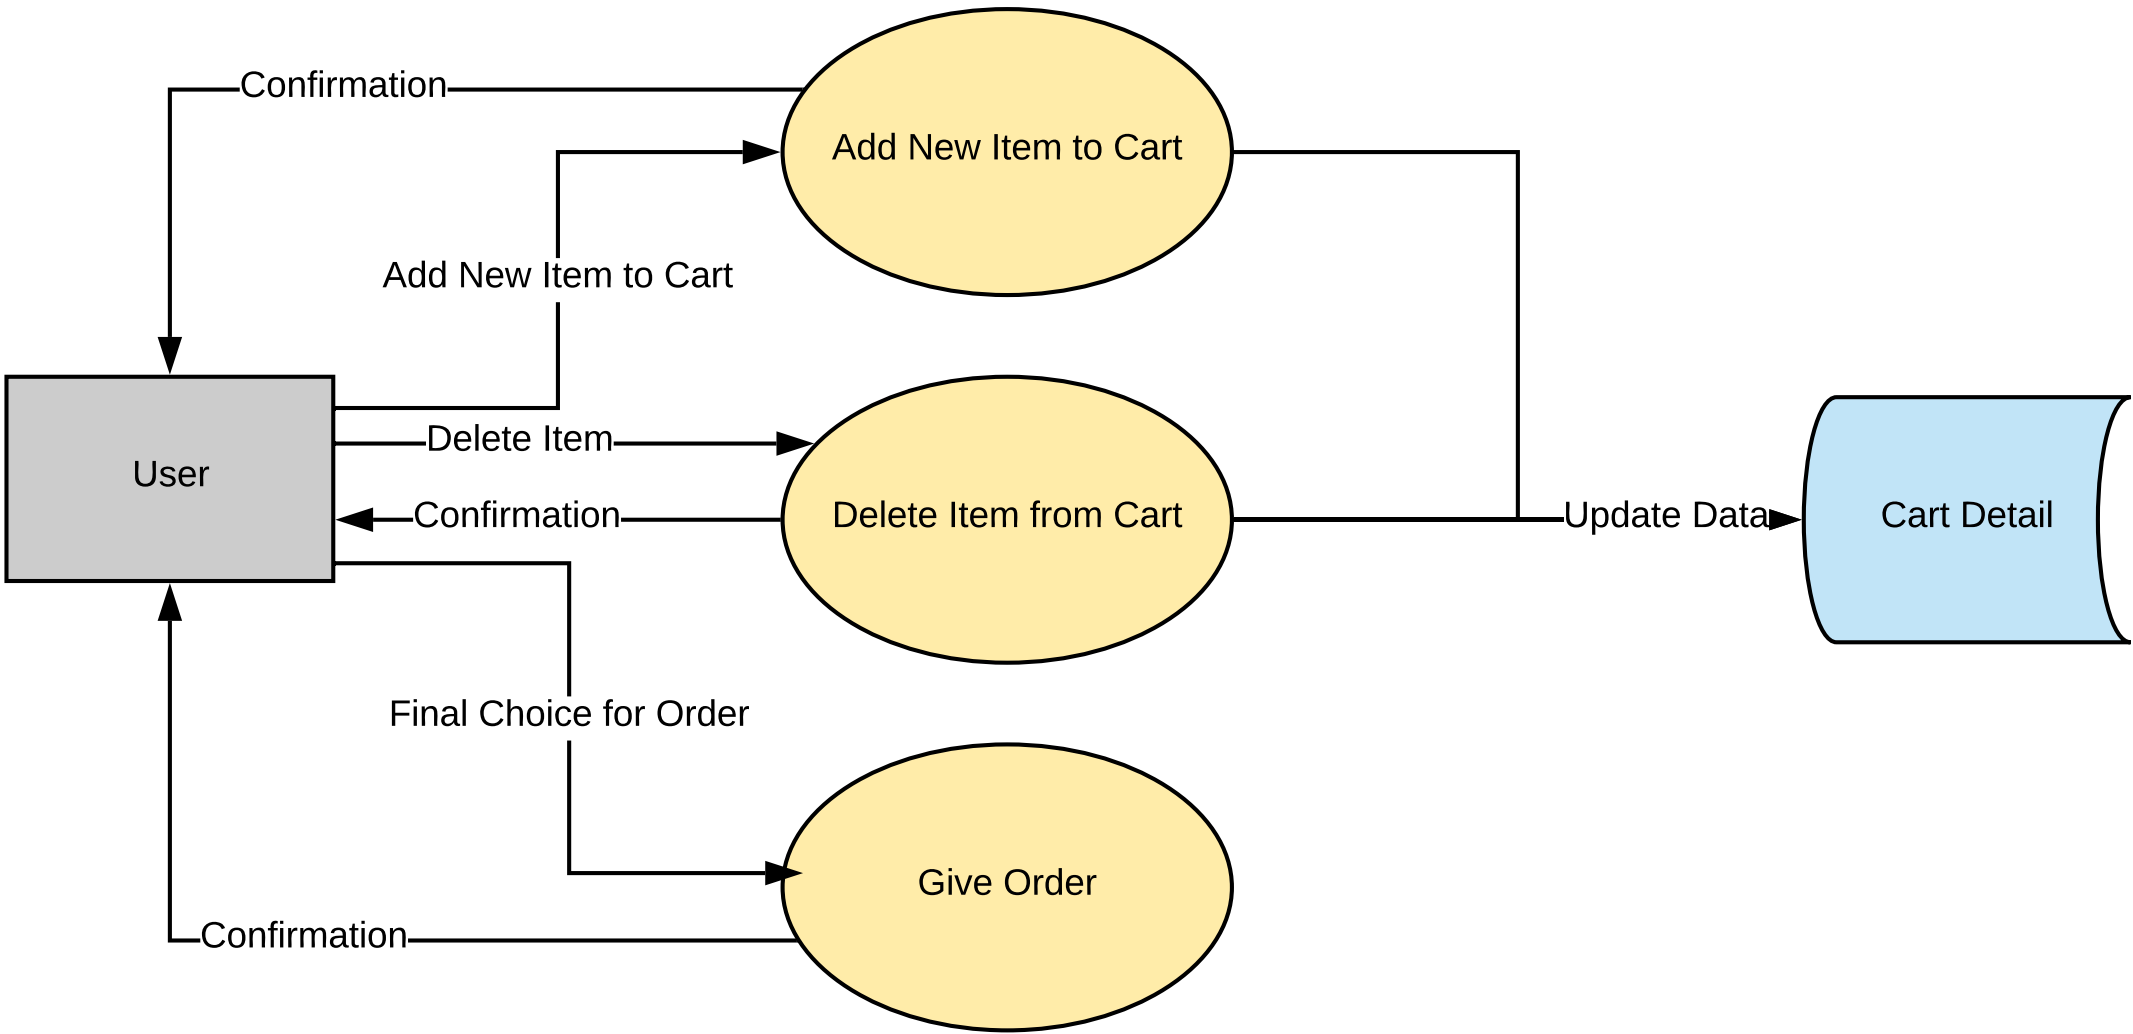 Confirmation
Add New Item to Cart
Add New Item to Cart
Delete Item
User
Confirmation
Delete Item from Cart
Update Data
Cart Detail
Final Choice for Order
Give Order
Confirmation